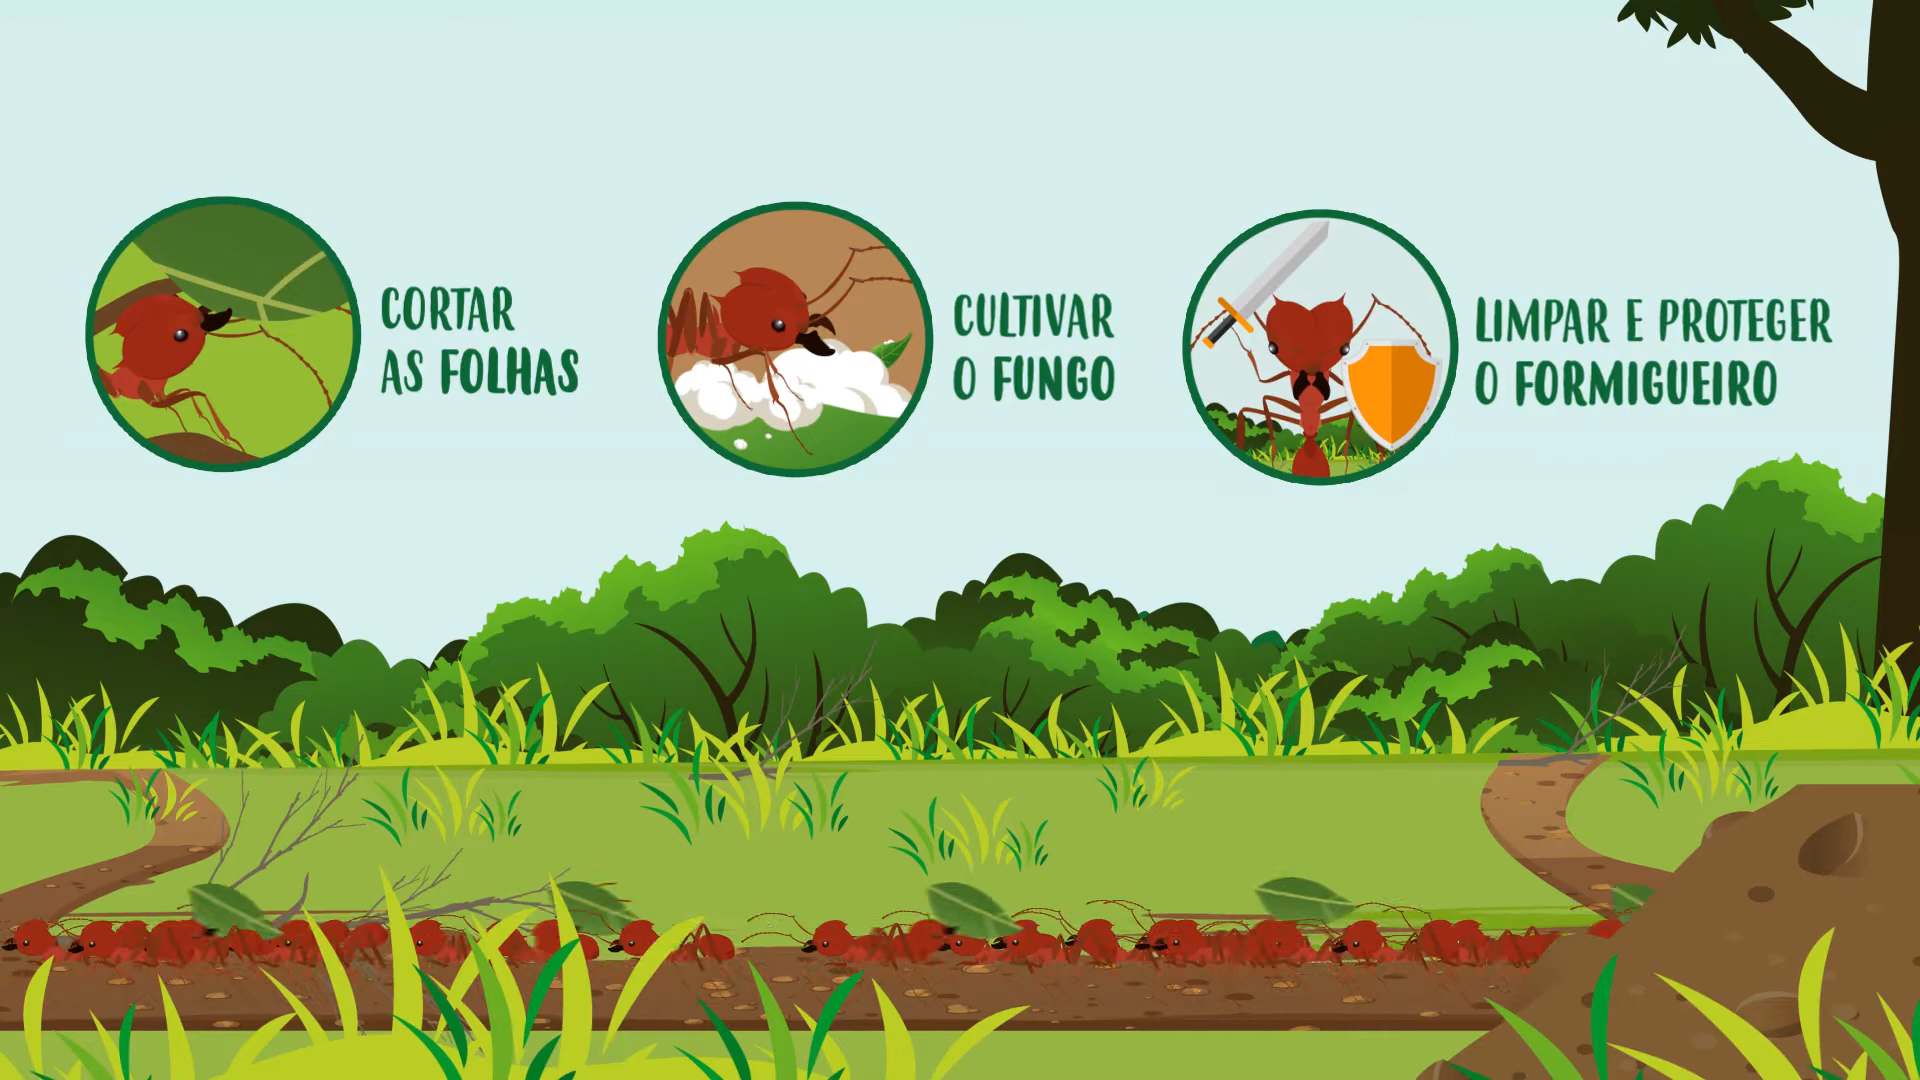 CORTAR
AS FOLHAS
CULTIVAR
O FUNGO
LIMPAR E PROTEGER
O FORMIGUEIRO